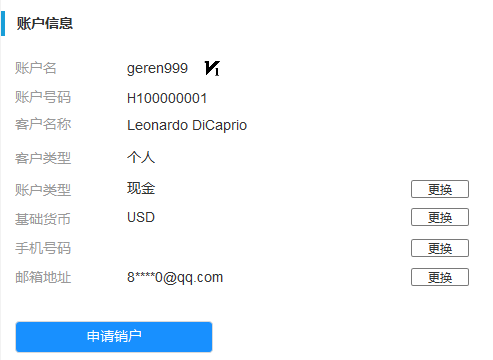 账户信息
账户名 geren999 V1
账户号码 H100000001
客户名称 Leonardo DiCaprio
客户类型 个人
账户类型 现金 更换
基础货币 USD 更换
手机号码 更换
邮箱地址 8****0@qq.com 更换
申请销户